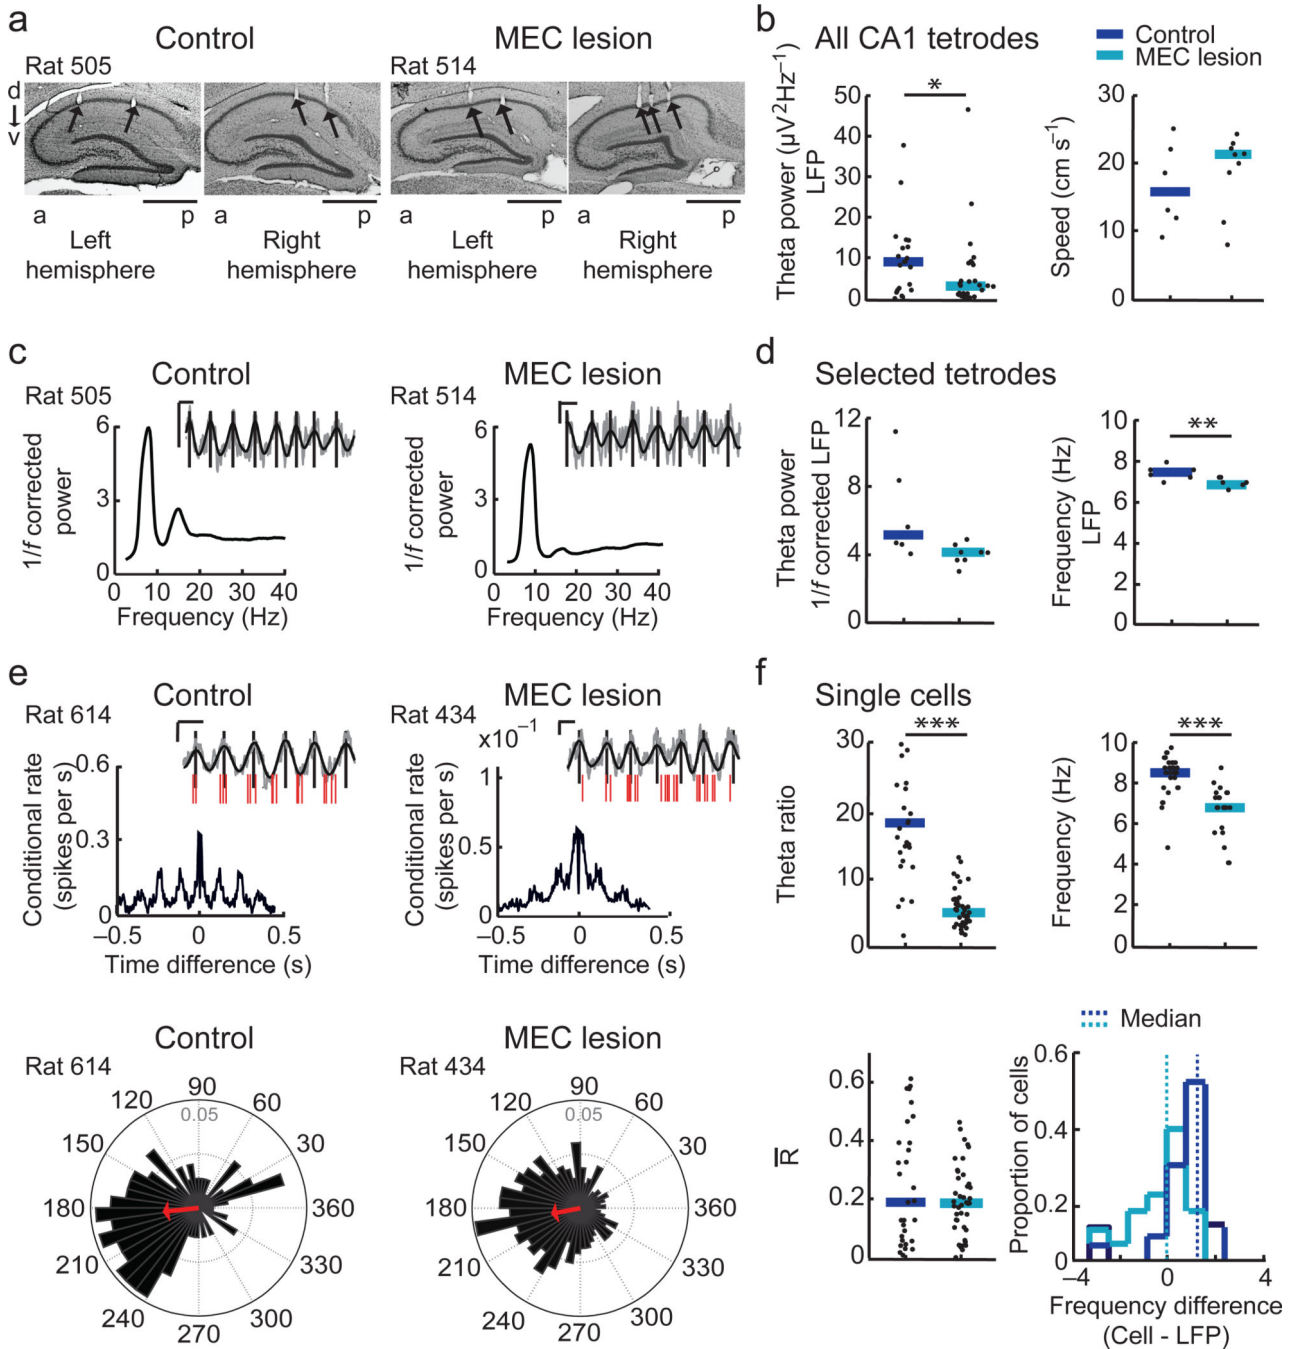 a
Control
MEC lesion
Rat 505
Rat 514
d
v
a
p
a
p
Left
hemisphere
Right
hemisphere
Left
hemisphere
Right
hemisphere
b
All CA1 tetrodes
Control
MEC lesion
Theta power (µV²Hz⁻¹)
LFP
50
40
30
20
10
0
*
Speed (cm s⁻¹)
30
20
10
0
c
Control
MEC lesion
Rat 505
Rat 514
1/f corrected
power
6
3
0
0 10 20 30 40
Frequency (Hz)
1/f corrected
power
6
3
0
0 10 20 30 40
Frequency (Hz)
d
Selected tetrodes
Theta power
1/f corrected LFP
12
8
4
0
Frequency (Hz)
LFP
10
8
6
4
2
0
**
e
Control
MEC lesion
Rat 614
Rat 434
Conditional rate
(spikes per s)
0.6
0.3
0
−0.5 0 0.5
Time difference (s)
Conditional rate
(spikes per s)
x10⁻¹
1
0.5
0
−0.5 0 0.5
Time difference (s)
Control
MEC lesion
Rat 614
Rat 434
90
60
30
360
330
300
270
240
210
180
150
120
0.05
90
60
30
360
330
300
270
240
210
180
150
120
0.05
f
Single cells
Theta ratio
30
20
10
0
***
Frequency (Hz)
10
8
6
4
2
0
***
R̅
0.6
0.4
0.2
0
Median
Proportion of cells
0.6
0.4
0.2
0
−4 0 4
Frequency difference
(Cell - LFP)